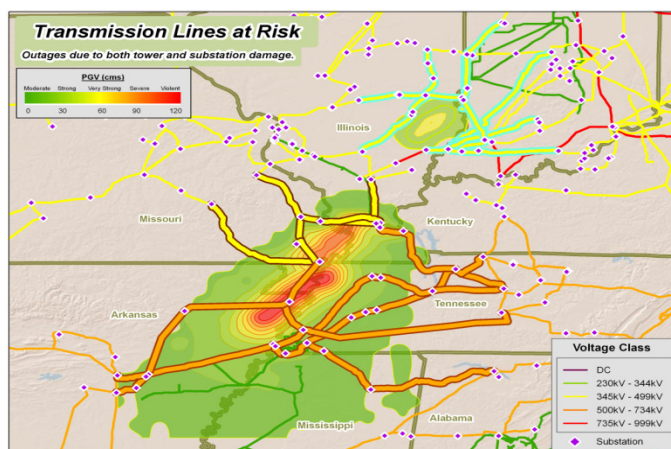 Transmission Lines at Risk
Outages due to both tower and substation damage.
PGV (cms)
Moderate Strong Very Strong Severe Violent
0 30 60 90 120
Illinois
Missouri
Kentucky
Arkansas
Tennessee
Mississippi
Alabama
Voltage Class
DC
230kV - 344kV
345kV - 499kV
500kV - 734kV
735kV - 999kV
Substation